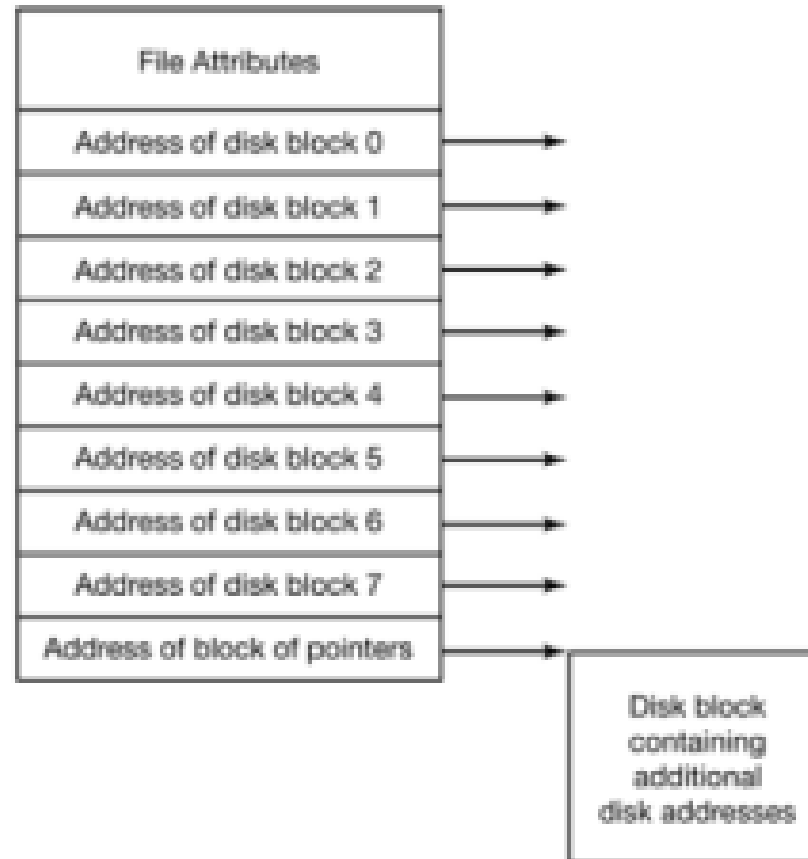 File Attributes
Address of disk block 0
Address of disk block 1
Address of disk block 2
Address of disk block 3
Address of disk block 4
Address of disk block 5
Address of disk block 6
Address of disk block 7
Address of block of pointers
Disk block
containing
additional
disk addresses